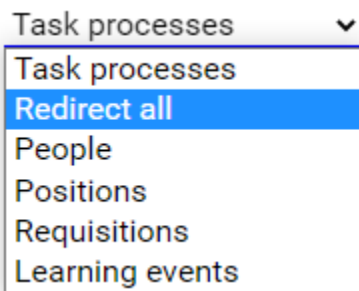 Task processes
Task processes
Redirect all
People
Positions
Requisitions
Learning events